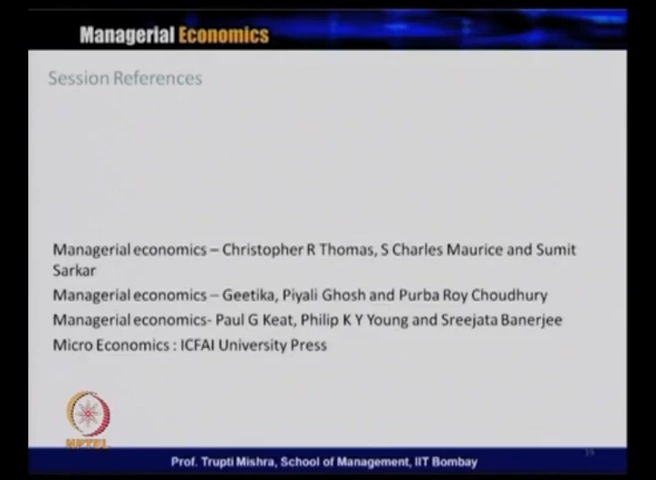 Managerial Economics
Session References
Managerial economics – Christopher R Thomas, S Charles Maurice and Sumit
Sarkar
Managerial economics – Geetika, Piyali Ghosh and Purba Roy Choudhury
Managerial economics- Paul G Keat, Philip K Y Young and Sreejata Banerjee
Micro Economics : ICFAI University Press
NPTEL
Prof. Trupti Mishra, School of Management, IIT Bombay